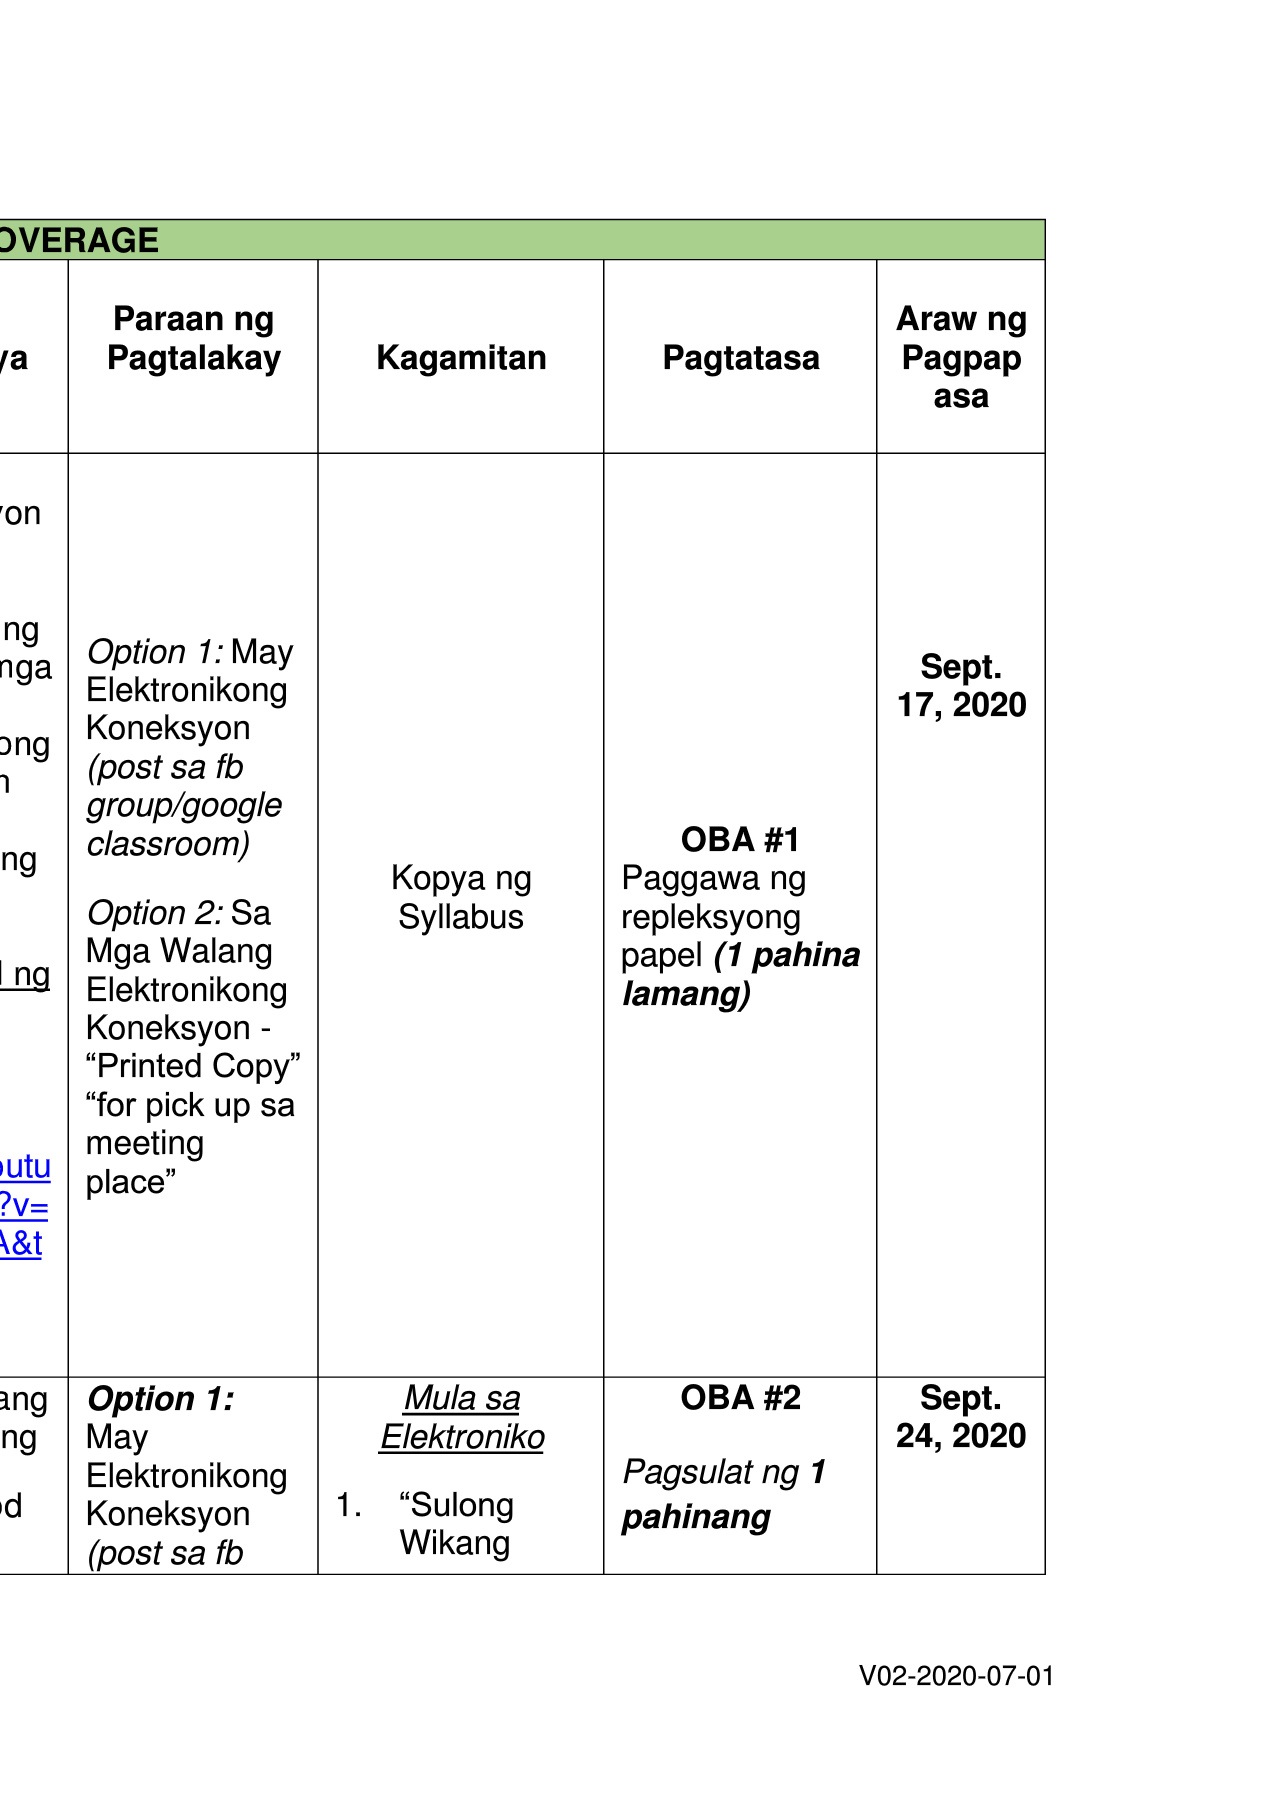 OVERAGE
ya
Paraan ng
Pagtalakay
Kagamitan
Pagtatasa
Araw ng
Pagpap
asa
yon
ng
mga
ong
ng
ng
outu
?v=
A&t
Option 1: May
Elektronikong
Koneksyon
(post sa fb
group/google
classroom)
Option 2: Sa
Mga Walang
Elektronikong
Koneksyon -
“Printed Copy”
“for pick up sa
meeting
place”
Kopya ng
Syllabus
OBA #1
Paggawa ng
repleksyong
papel (1 pahina
lamang)
Sept.
17, 2020
ang
ng
od
Option 1:
May
Elektronikong
Koneksyon
(post sa fb
Mula sa
Elektroniko
1. “Sulong
Wikang
OBA #2
Pagsulat ng 1
pahinang
Sept.
24, 2020
V02-2020-07-01